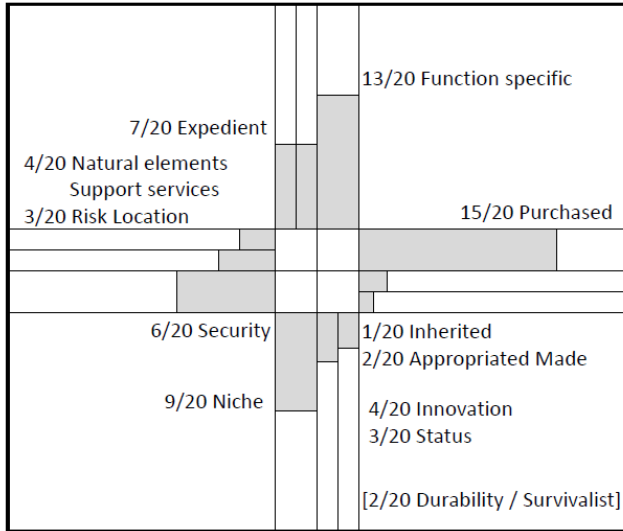 13/20 Function specific
7/20 Expedient
4/20 Natural elements
Support services
3/20 Risk Location
15/20 Purchased
6/20 Security
9/20 Niche
1/20 Inherited
2/20 Appropriated Made
4/20 Innovation
3/20 Status
[2/20 Durability / Survivalist]